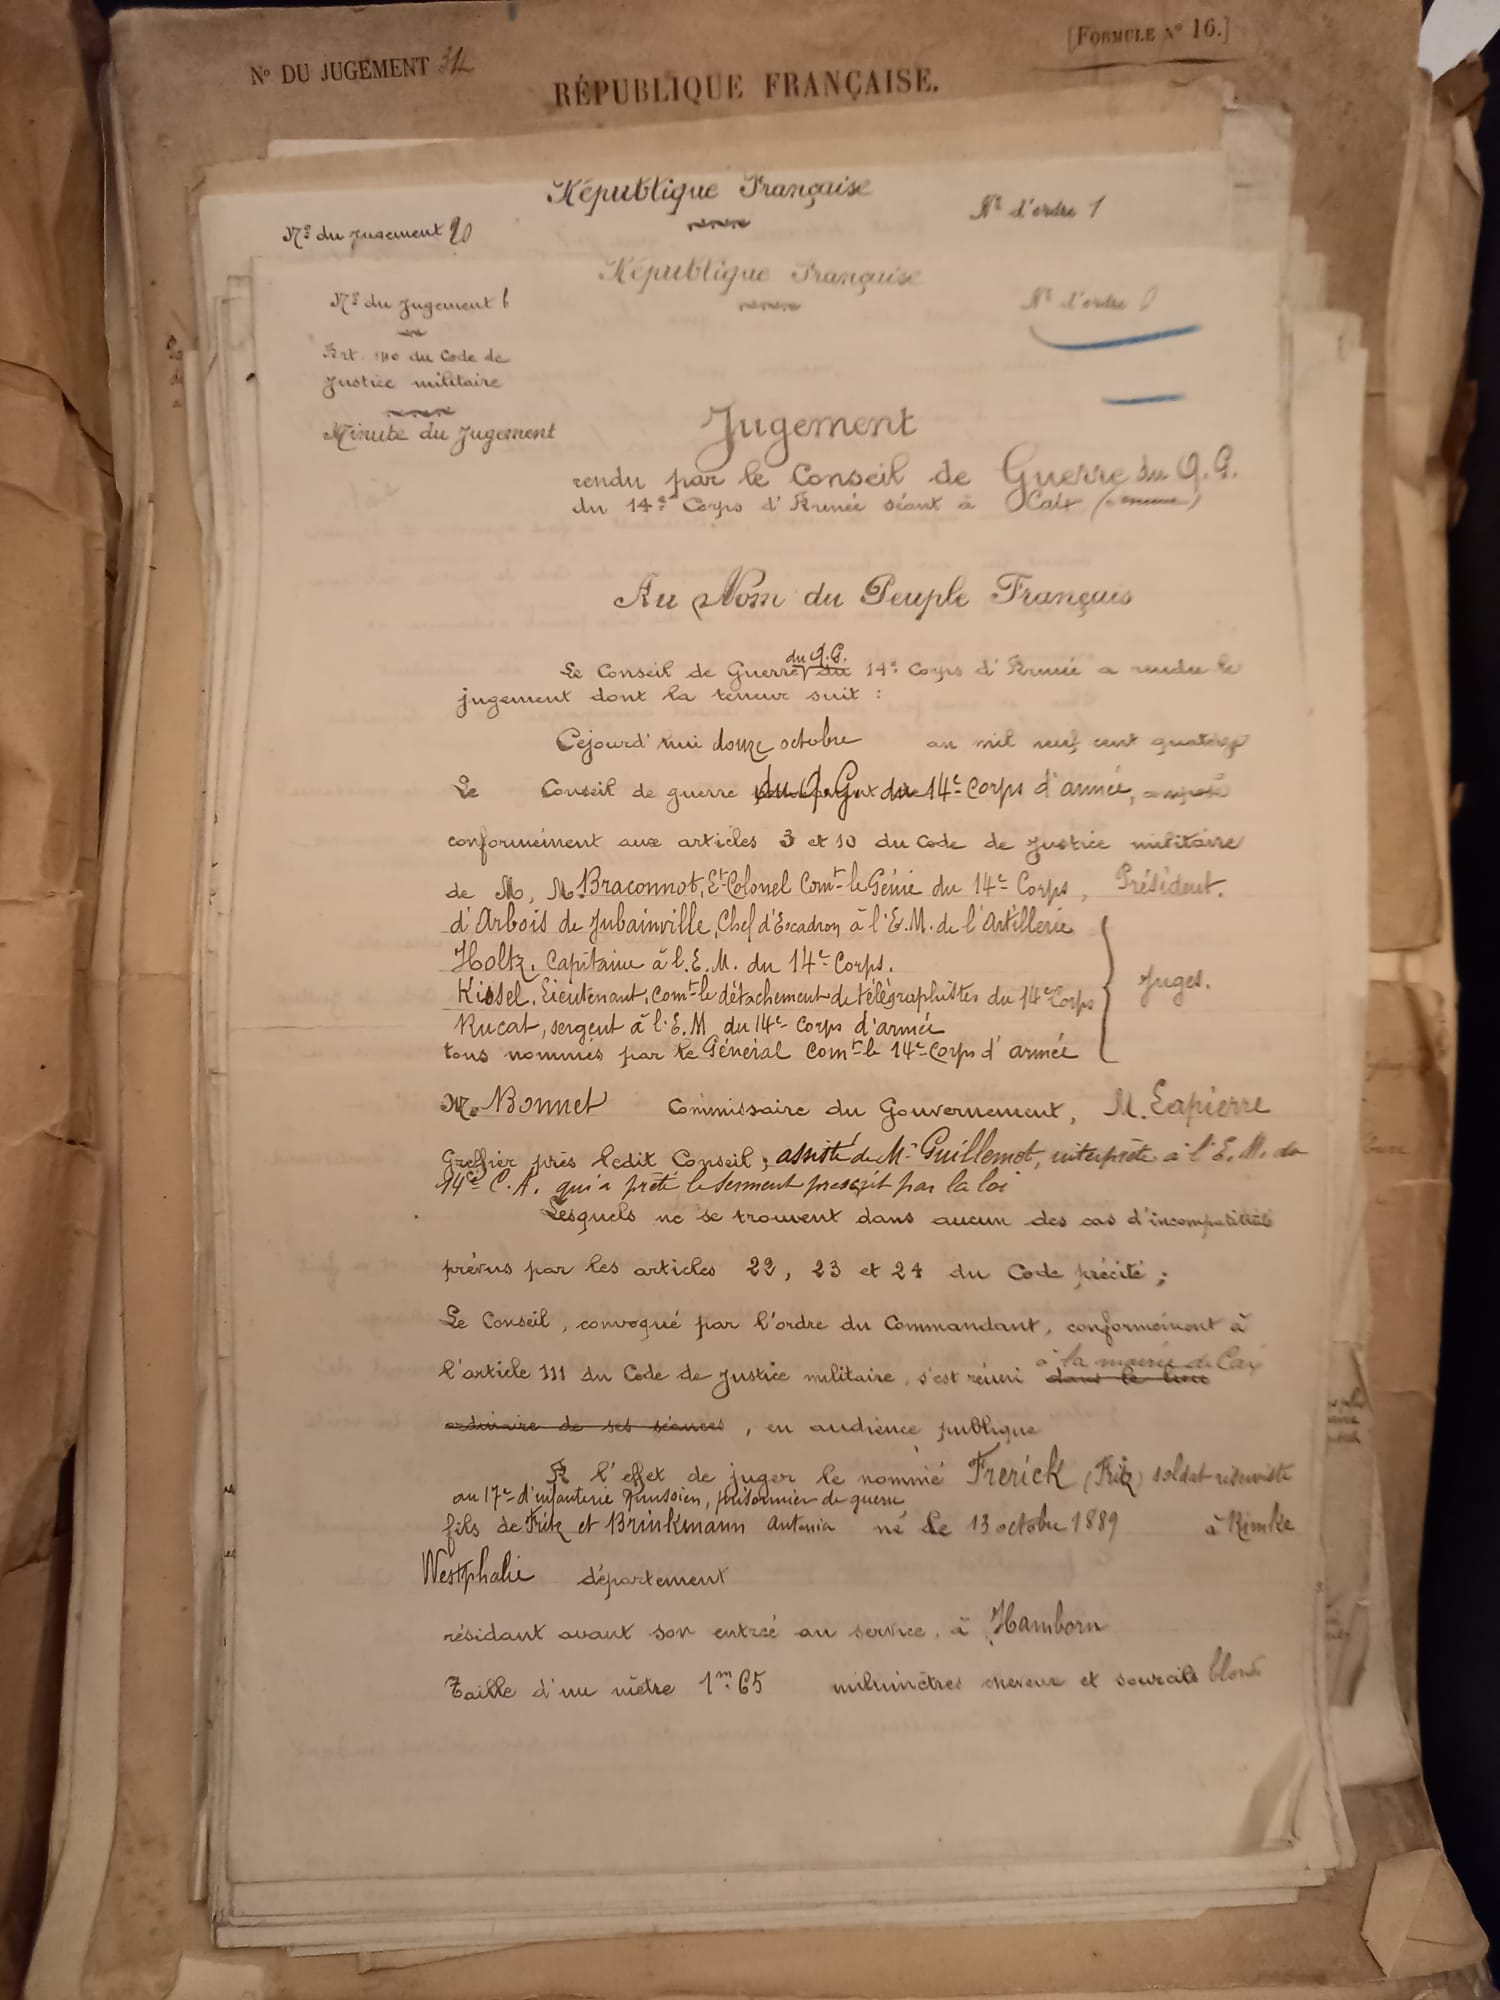 [FORMULE N° 16.]
N° DU JUGEMENT 34
RÉPUBLIQUE FRANÇAISE.
République Française
N° d'ordre 1
N° du jugement 20
République Française
N° du jugement 6
N° d'ordre
Art. 140 du Code de
Justice militaire
Minute du Jugement
Jugement
rendu par le Conseil de Guerre du Q. G.
du 14e Corps d'Armée séant à Caix
Au Nom du Peuple Français
du Q. G.
Le Conseil de Guerre du 14e Corps d'Armée a rendu le
jugement dont la teneur suit :
Cejourd'hui douze octobre an mil neuf cent quatorze
Le Conseil de guerre du Q G du 14e Corps d'armée, composé
conformément aux articles 3 et 10 du Code de Justice militaire
de M. M. Braconnot, Lt Colonel Comt le Génie du 14e Corps, Président.
d'Arbois de Jubainville, Chef d'Escadron à l'E.M. de l'Artillerie
Holtz, Capitaine à l'E. M. du 14e Corps.
Kissel, Lieutenant, comt le détachement de télégraphistes du 14e Corps
Juges.
Rucat, sergent à l'E.M. du 14e Corps d'armée
tous nommés par le Général Comt le 14e Corps d'armée
M. Bonnet Commissaire du Gouvernement, M. Lapierre
Greffier près ledit Conseil ; assisté de Mr Guillemot, interprète à l'E. M. du
14e C. A. qui a prêté le serment prescrit par la loi
Lesquels ne se trouvent dans aucun des cas d'incompatibilité
prévus par les articles 22, 23 et 24 du Code précité ;
Le Conseil, convoqué par l'ordre du Commandant, conformément à
à la mairie de Caix
l'article 111 du Code de Justice militaire, s'est réuni dans le lieu
ordinaire de ses séances, en audience publique
A l'effet de juger le nommé Frerick (Fritz) soldat réserviste
au 17e d'infanterie prussien, prisonnier de guerre
fils de Fritz et Brinkmann Antonia né le 13 octobre 1889 à Rimke
Westphalie département
résidant avant son entrée au service, à Hamborn
Taille d'un mètre 1m 65 millimètres cheveux et sourcils blonds